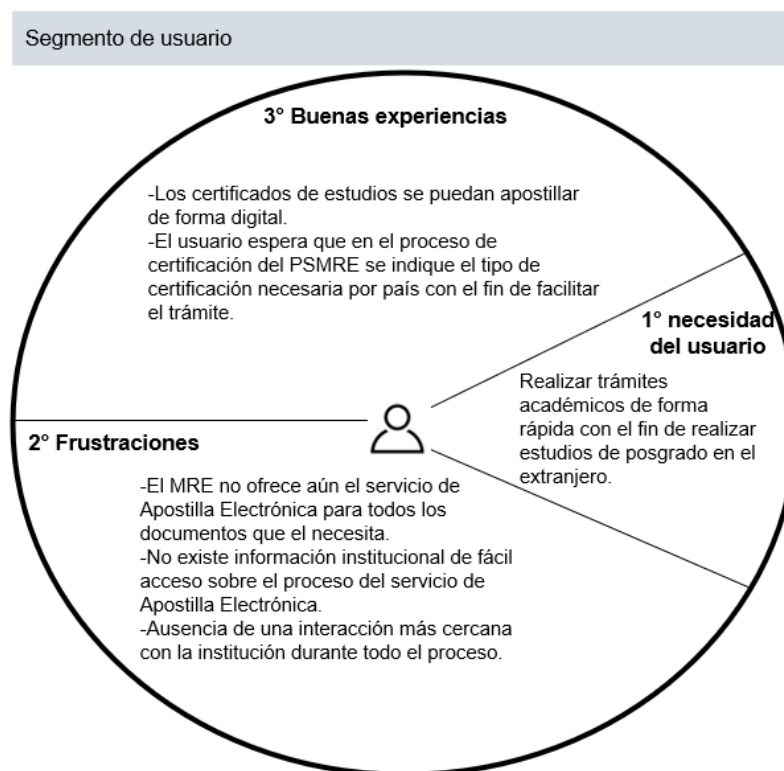 Segmento de usuario
3° Buenas experiencias
-Los certificados de estudios se puedan apostillar
de forma digital.
-El usuario espera que en el proceso de
certificación del PSMRE se indique el tipo de
certificación necesaria por país con el fin de facilitar
el trámite.
1° necesidad
del usuario
Realizar trámites
académicos de forma
rápida con el fin de realizar
estudios de posgrado en el
extranjero.
2° Frustraciones
-El MRE no ofrece aún el servicio de
Apostilla Electrónica para todos los
documentos que el necesita.
-No existe información institucional de fácil
acceso sobre el proceso del servicio de
Apostilla Electrónica.
-Ausencia de una interacción más cercana
con la institución durante todo el proceso.